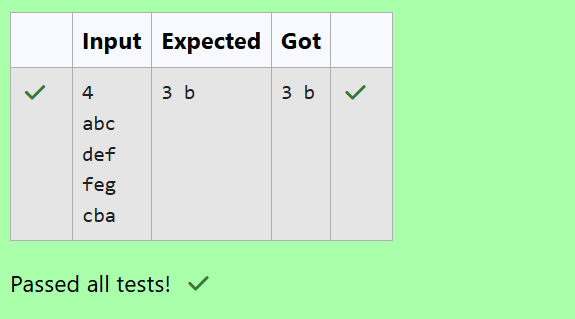 Input Expected Got
4 3 b 3 b
abc
def
feg
cba
Passed all tests!